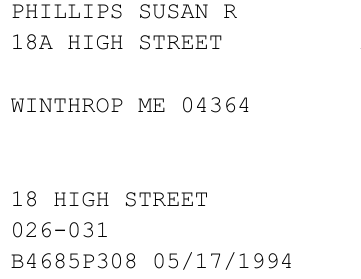 PHILLIPS SUSAN R
18A HIGH STREET
WINTHROP ME 04364
18 HIGH STREET
026-031
B4685P308 05/17/1994